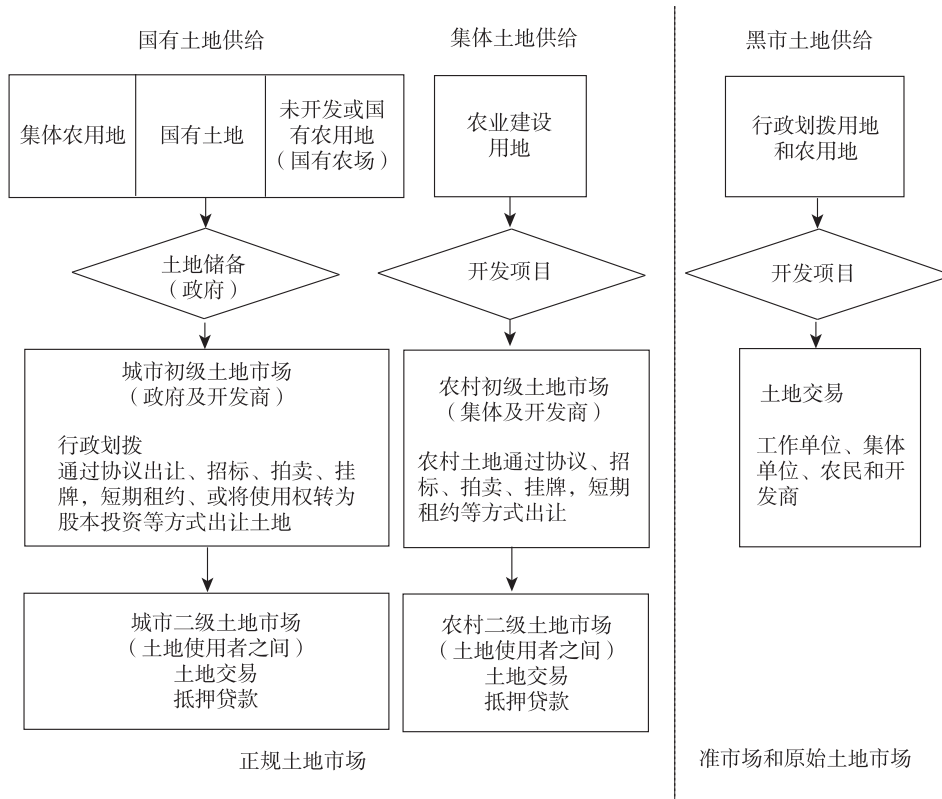 国有土地供给
集体农用地
国有土地
未开发或国
有农用地
（国有农场）
土地储备
（政府）
城市初级土地市场
（政府及开发商）
行政划拨
通过协议出让、招标、拍卖、挂
牌，短期租约、或将使用权转为
股本投资等方式出让土地
城市二级土地市场
（土地使用者之间）
土地交易
抵押贷款
集体土地供给
农业建设
用地
开发项目
农村初级土地市场
（集体及开发商）
农村土地通过协议、招
标、拍卖、挂牌，短期
租约等方式出让
农村二级土地市场
（土地使用者之间）
土地交易
抵押贷款
正规土地市场
黑市土地供给
行政划拨用地
和农用地
开发项目
土地交易
工作单位、集体
单位、农民和开
发商
准市场和原始土地市场